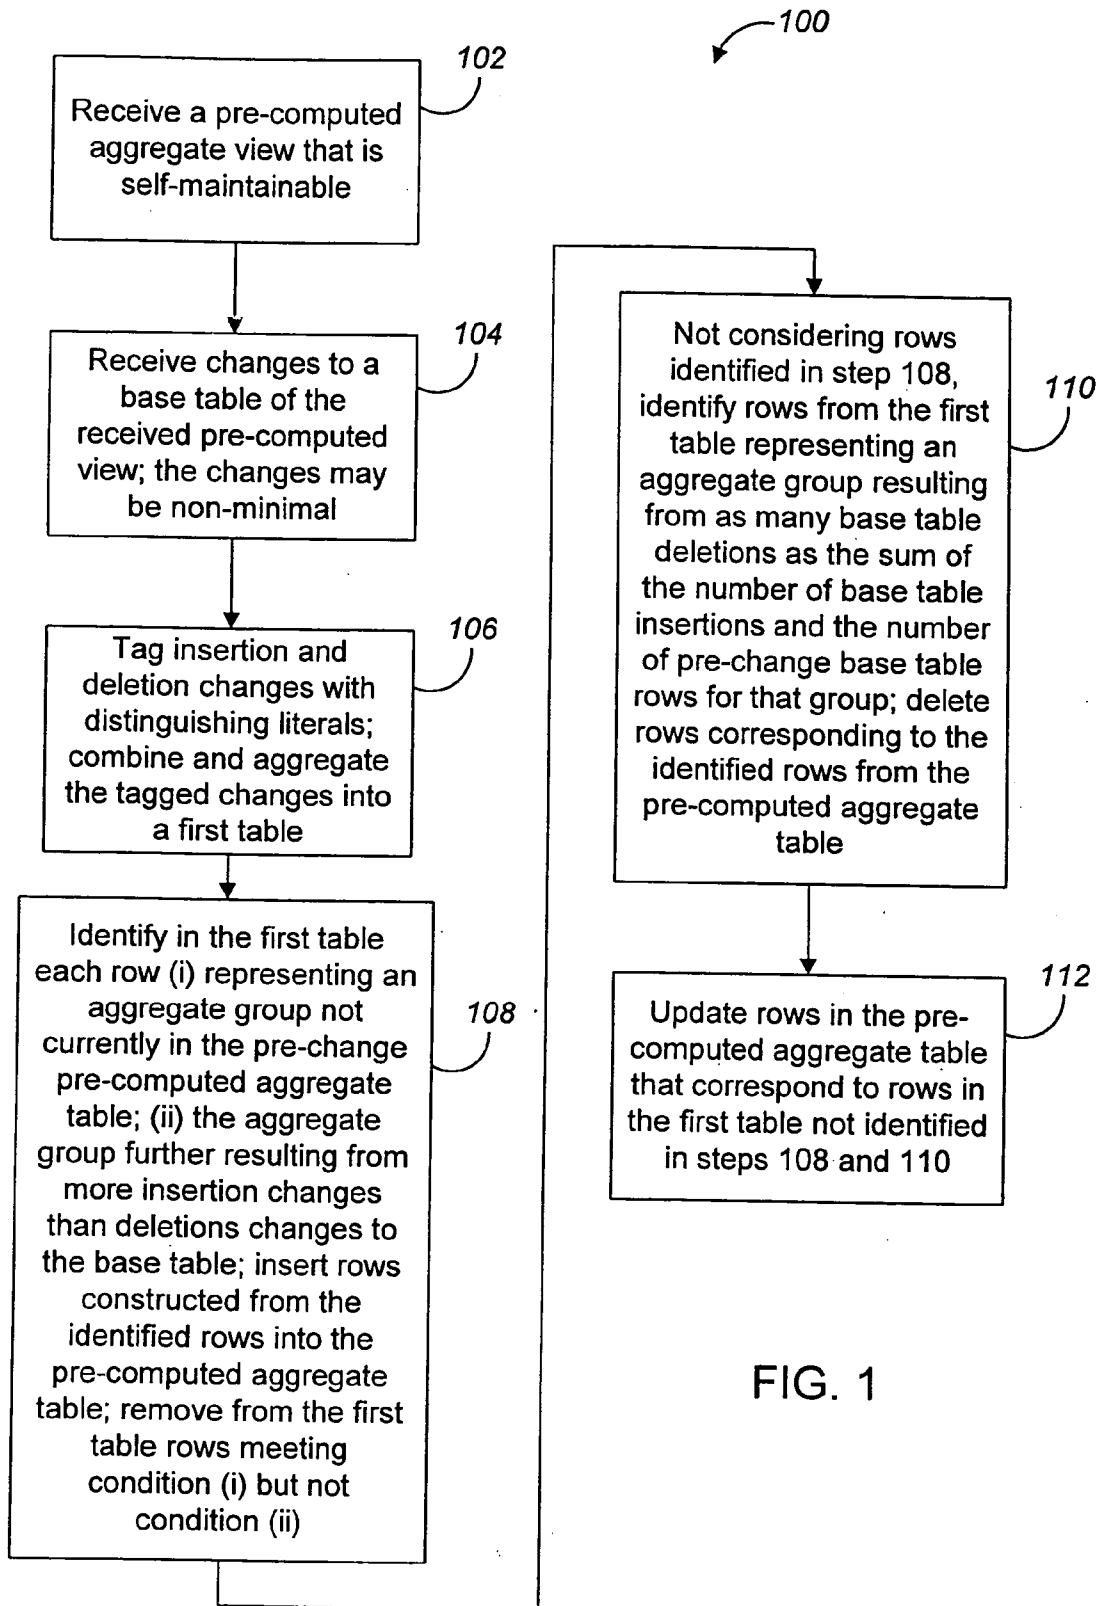 100
102
Receive a pre-computed
aggregate view that is
self-maintainable
104
Receive changes to a
base table of the
received pre-computed
view; the changes may
be non-minimal
106
Tag insertion and
deletion changes with
distinguishing literals;
combine and aggregate
the tagged changes into
a first table
108
Identify in the first table
each row (i) representing an
aggregate group not
currently in the pre-change
pre-computed aggregate
table; (ii) the aggregate
group further resulting from
more insertion changes
than deletions changes to
the base table; insert rows
constructed from the
identified rows into the
pre-computed aggregate
table; remove from the first
table rows meeting
condition (i) but not
condition (ii)
110
Not considering rows
identified in step 108,
identify rows from the first
table representing an
aggregate group resulting
from as many base table
deletions as the sum of
the number of base table
insertions and the number
of pre-change base table
rows for that group; delete
rows corresponding to the
identified rows from the
pre-computed aggregate
table
112
Update rows in the pre-
computed aggregate table
that correspond to rows in
the first table not identified
in steps 108 and 110
FIG. 1